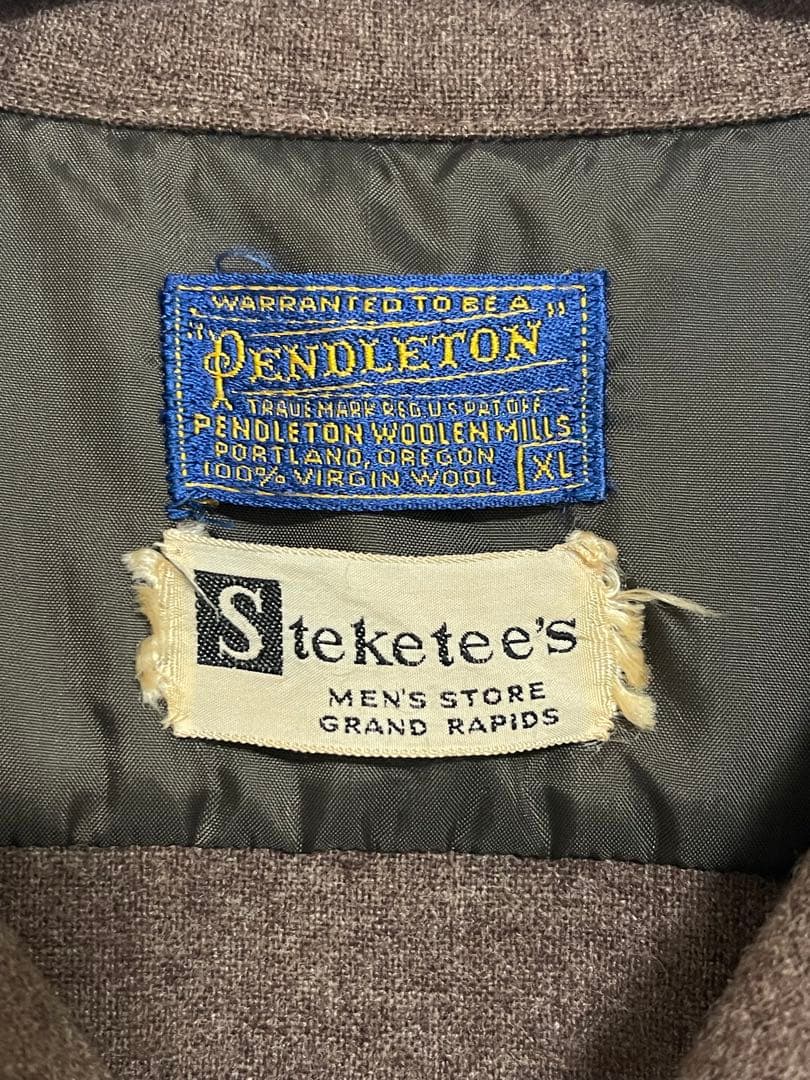 WARRANTED TO BE A
"PENDLETON"
TRADE MARK REG. U.S. PAT. OFF.
PENDLETON WOOLEN MILLS
PORTLAND, OREGON
100% VIRGIN WOOL XL
Steketee's
MEN'S STORE
GRAND RAPIDS